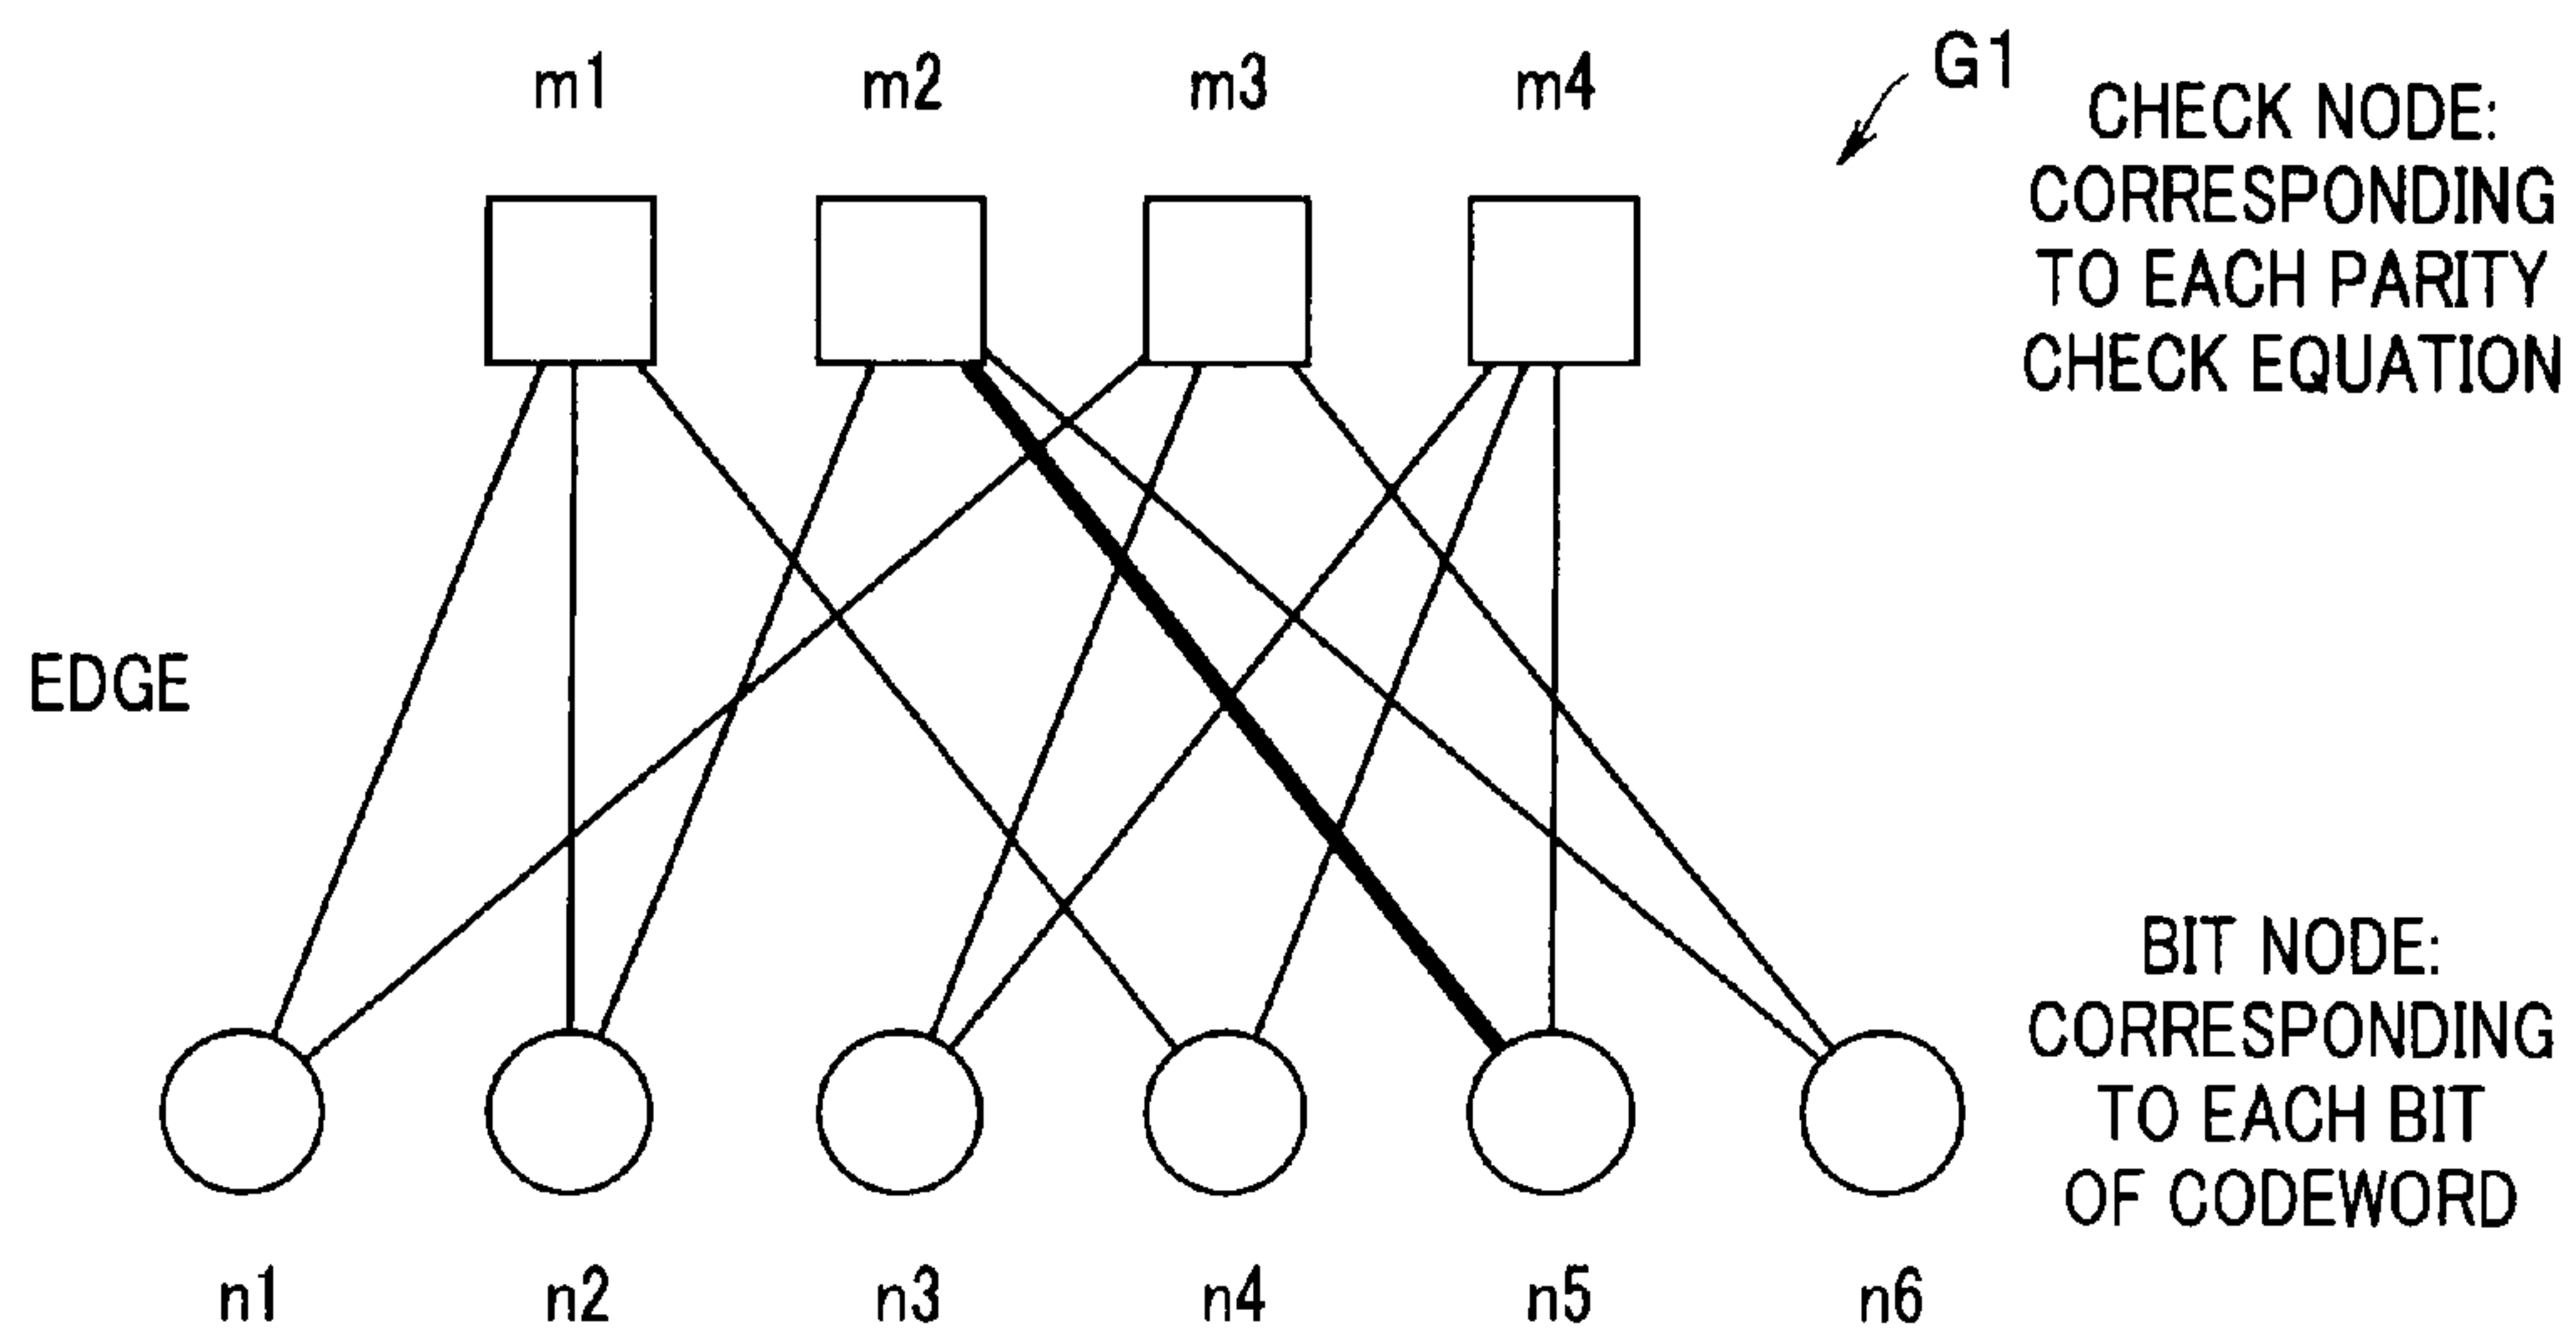 m1 m2 m3 m4 G1
CHECK NODE:
CORRESPONDING
TO EACH PARITY
CHECK EQUATION
EDGE
BIT NODE:
CORRESPONDING
TO EACH BIT
OF CODEWORD
n1 n2 n3 n4 n5 n6